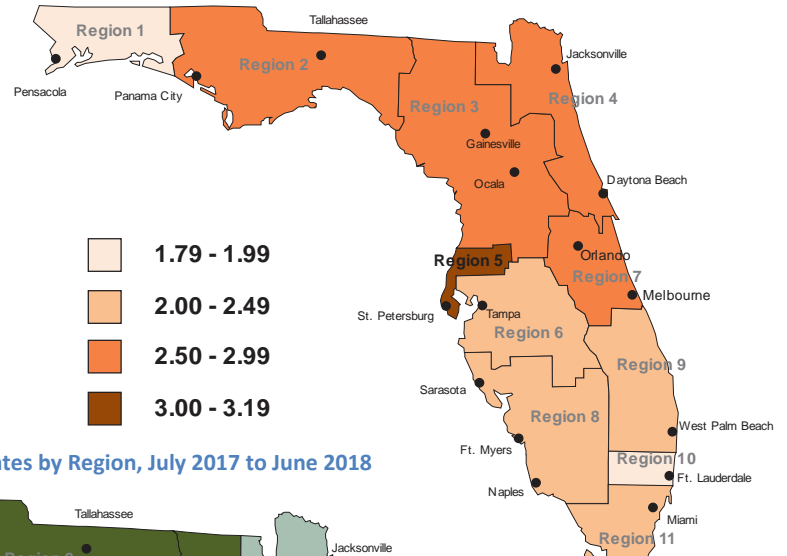 Tallahassee
Region 1
Jacksonville
Region 2
Pensacola
Panama City
Region 3
Region 4
Gainesville
Ocala
Daytona Beach
1.79 - 1.99
Region 5
Orlando
Region 7
Melbourne
2.00 - 2.49
St. Petersburg
Tampa
Region 6
2.50 - 2.99
Region 9
Sarasota
3.00 - 3.19
Region 8
West Palm Beach
Ft. Myers
Region 10
tes by Region, July 2017 to June 2018
Ft. Lauderdale
Naples
Tallahassee
Miami
Region 11
Jacksonville